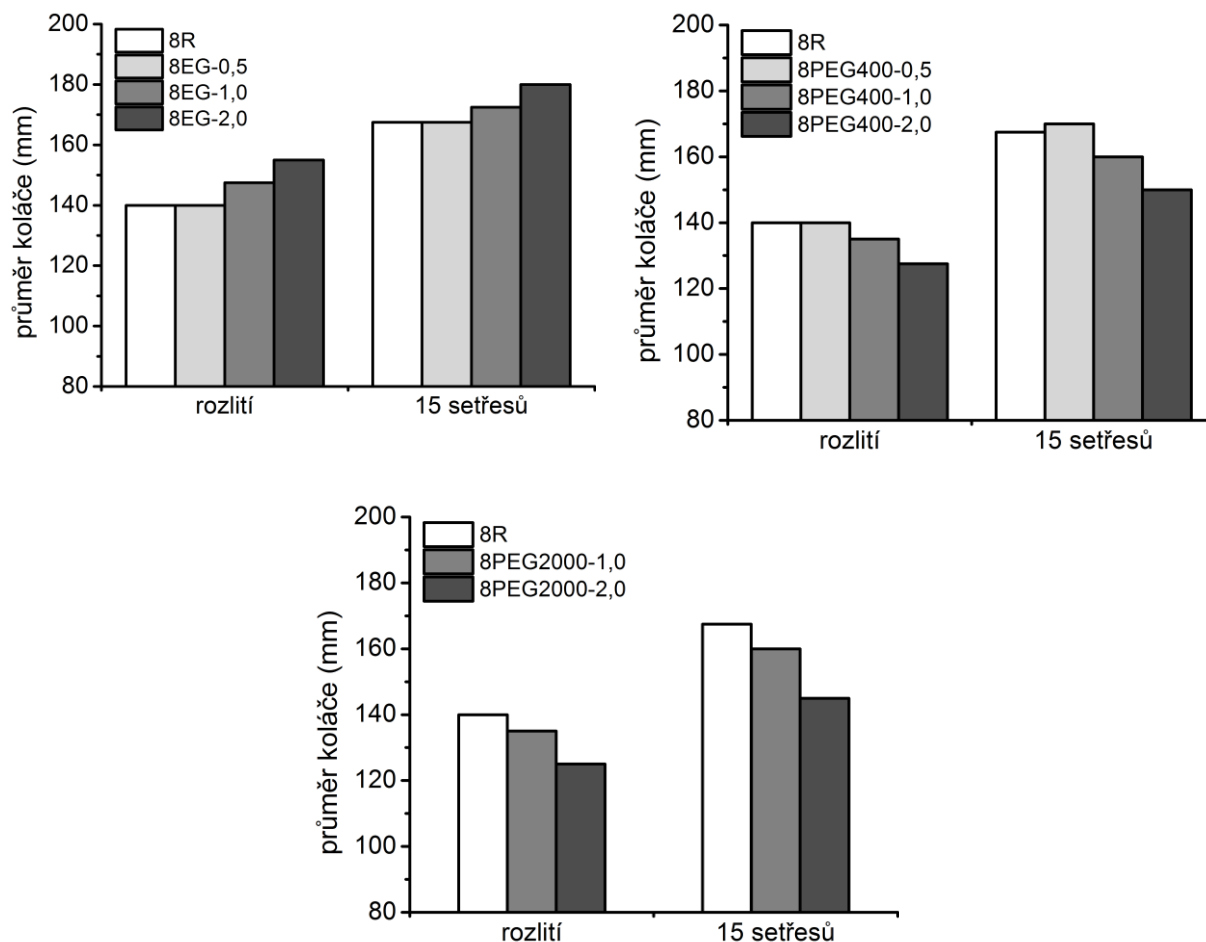 průměr koláče (mm)
200
180
160
140
120
100
80
8R
8EG-0,5
8EG-1,0
8EG-2,0
rozlití
15 setřesů
průměr koláče (mm)
200
180
160
140
120
100
80
8R
8PEG400-0,5
8PEG400-1,0
8PEG400-2,0
rozlití
15 setřesů
průměr koláče (mm)
200
180
160
140
120
100
80
8R
8PEG2000-1,0
8PEG2000-2,0
rozlití
15 setřesů